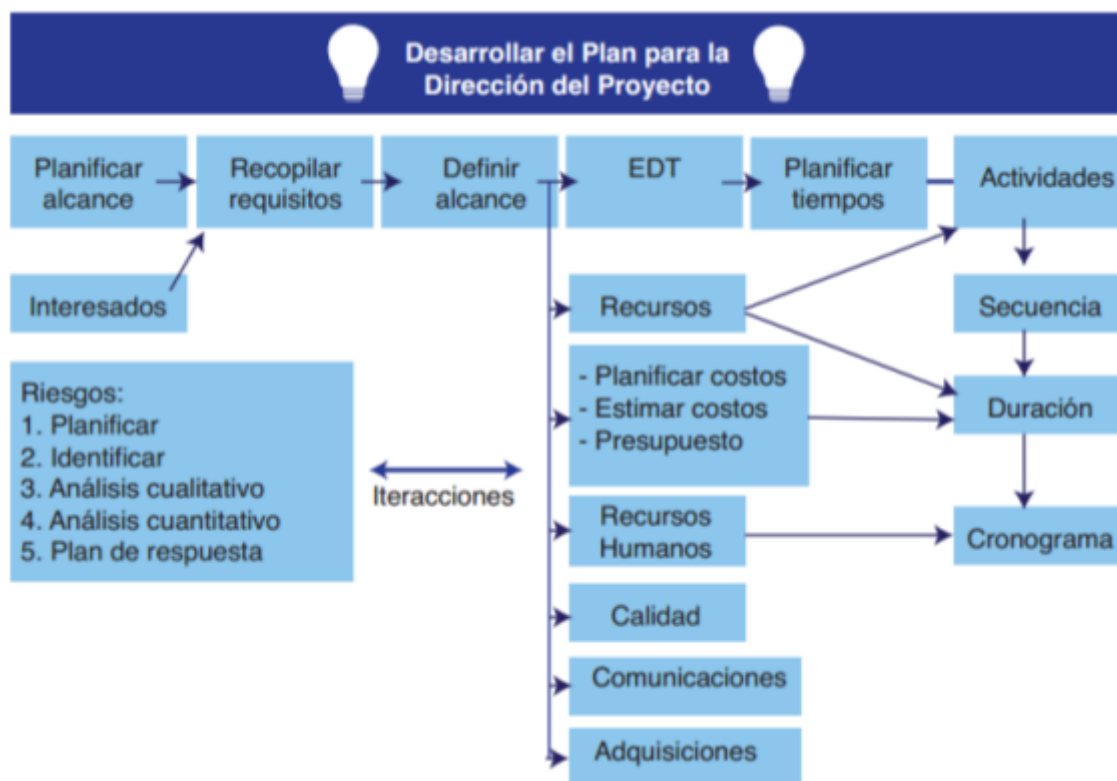 Desarrollar el Plan para la
Dirección del Proyecto
Planificar
alcance
Recopilar
requisitos
Definir
alcance
EDT
Planificar
tiempos
Actividades
Interesados
Recursos
Secuencia
Riesgos:
1. Planificar
2. Identificar
3. Análisis cualitativo
4. Análisis cuantitativo
5. Plan de respuesta
Iteracciones
- Planificar costos
- Estimar costos
- Presupuesto
Duración
Recursos
Humanos
Cronograma
Calidad
Comunicaciones
Adquisiciones